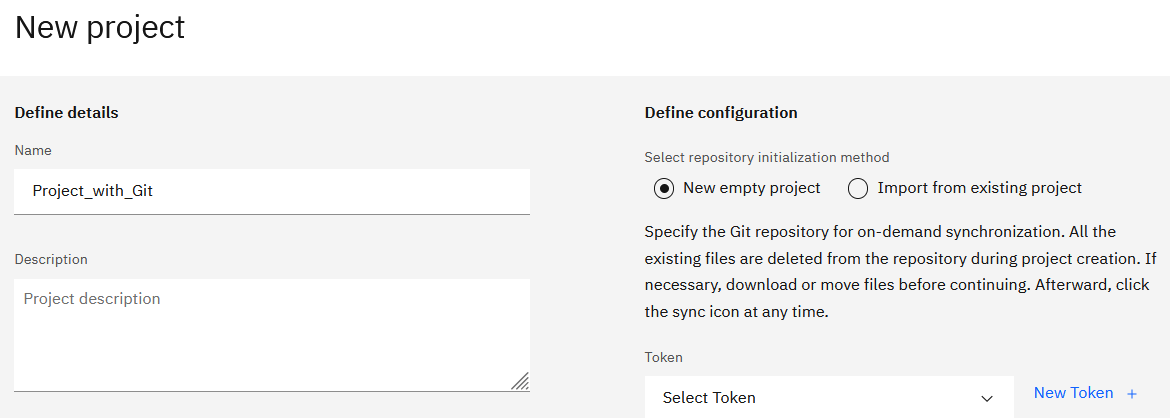 New project
Define details
Name
Project_with_Git
Description
Project description
Define configuration
Select repository initialization method
New empty project
Import from existing project
Specify the Git repository for on-demand synchronization. All the
existing files are deleted from the repository during project creation. If
necessary, download or move files before continuing. Afterward, click
the sync icon at any time.
Token
Select Token
New Token +